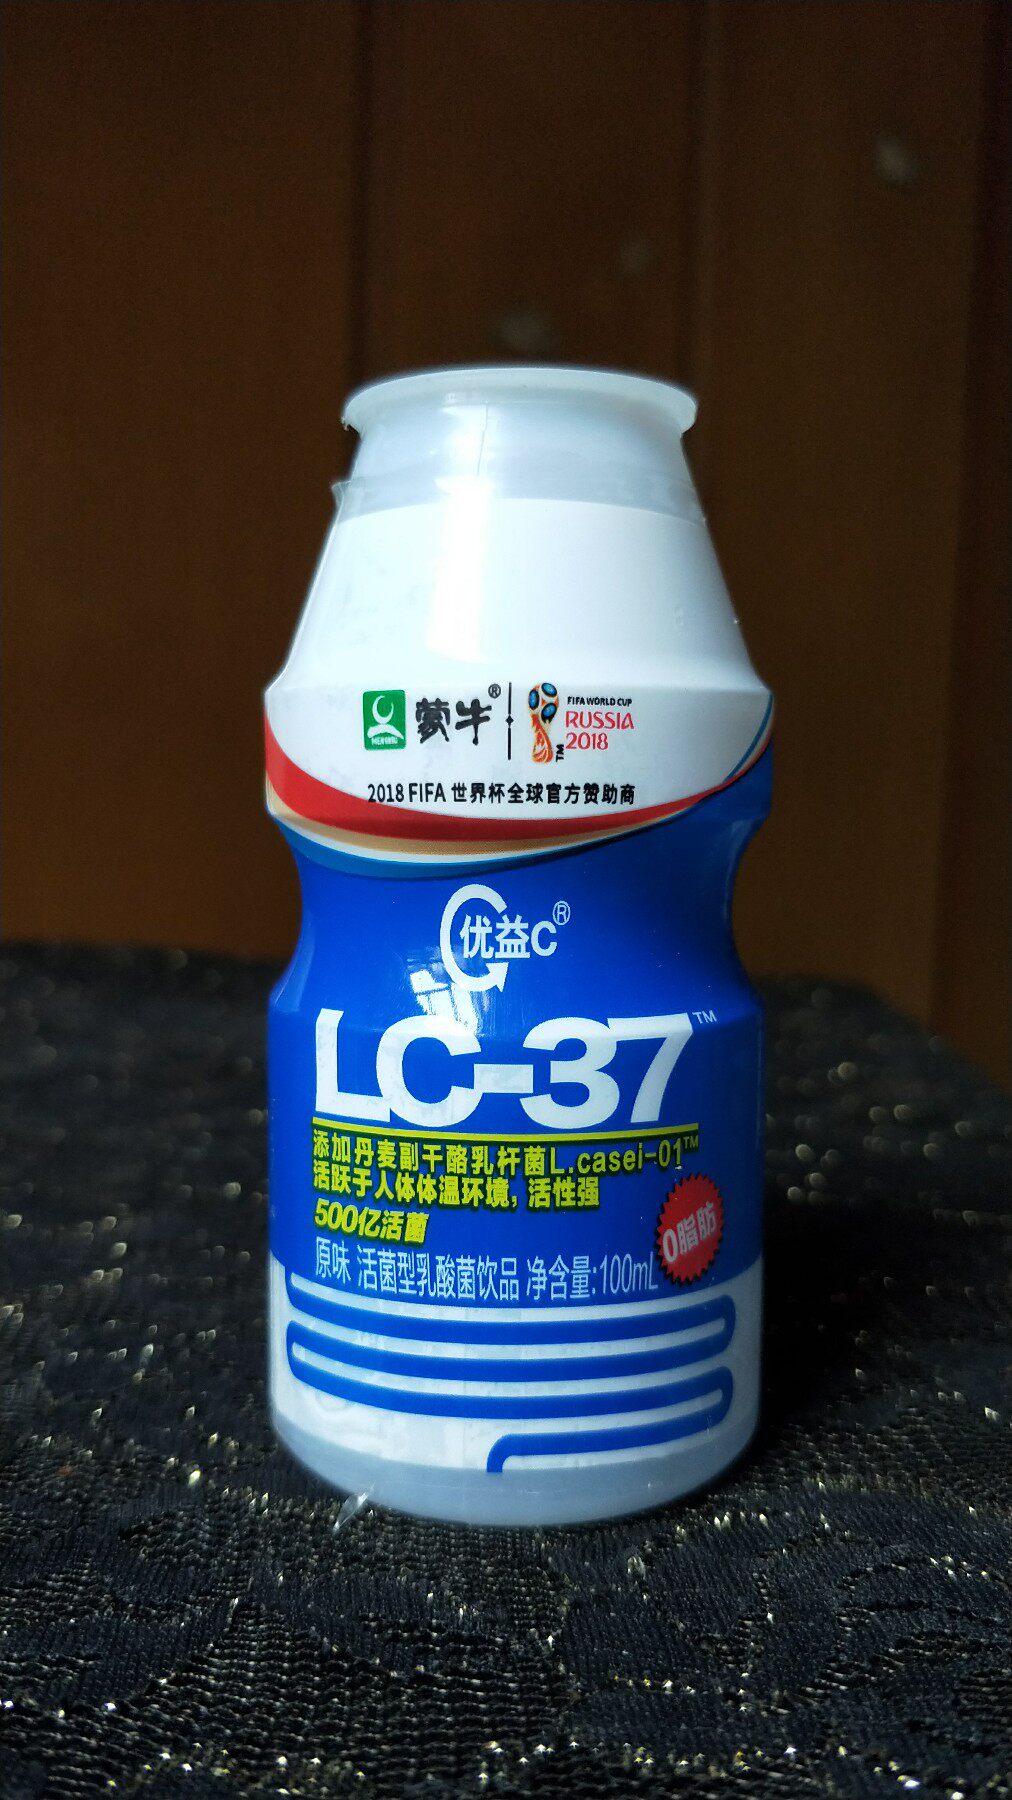 蒙牛®
MENGNIU
FIFA WORLD CUP
RUSSIA
2018
TM
2018 FIFA 世界杯全球官方赞助商
优益C®
LC-37™
添加丹麦副干酪乳杆菌L.casei-01™
活跃于人体体温环境，活性强
500亿活菌
0脂肪
原味 活菌型乳酸菌饮品 净含量:100mL